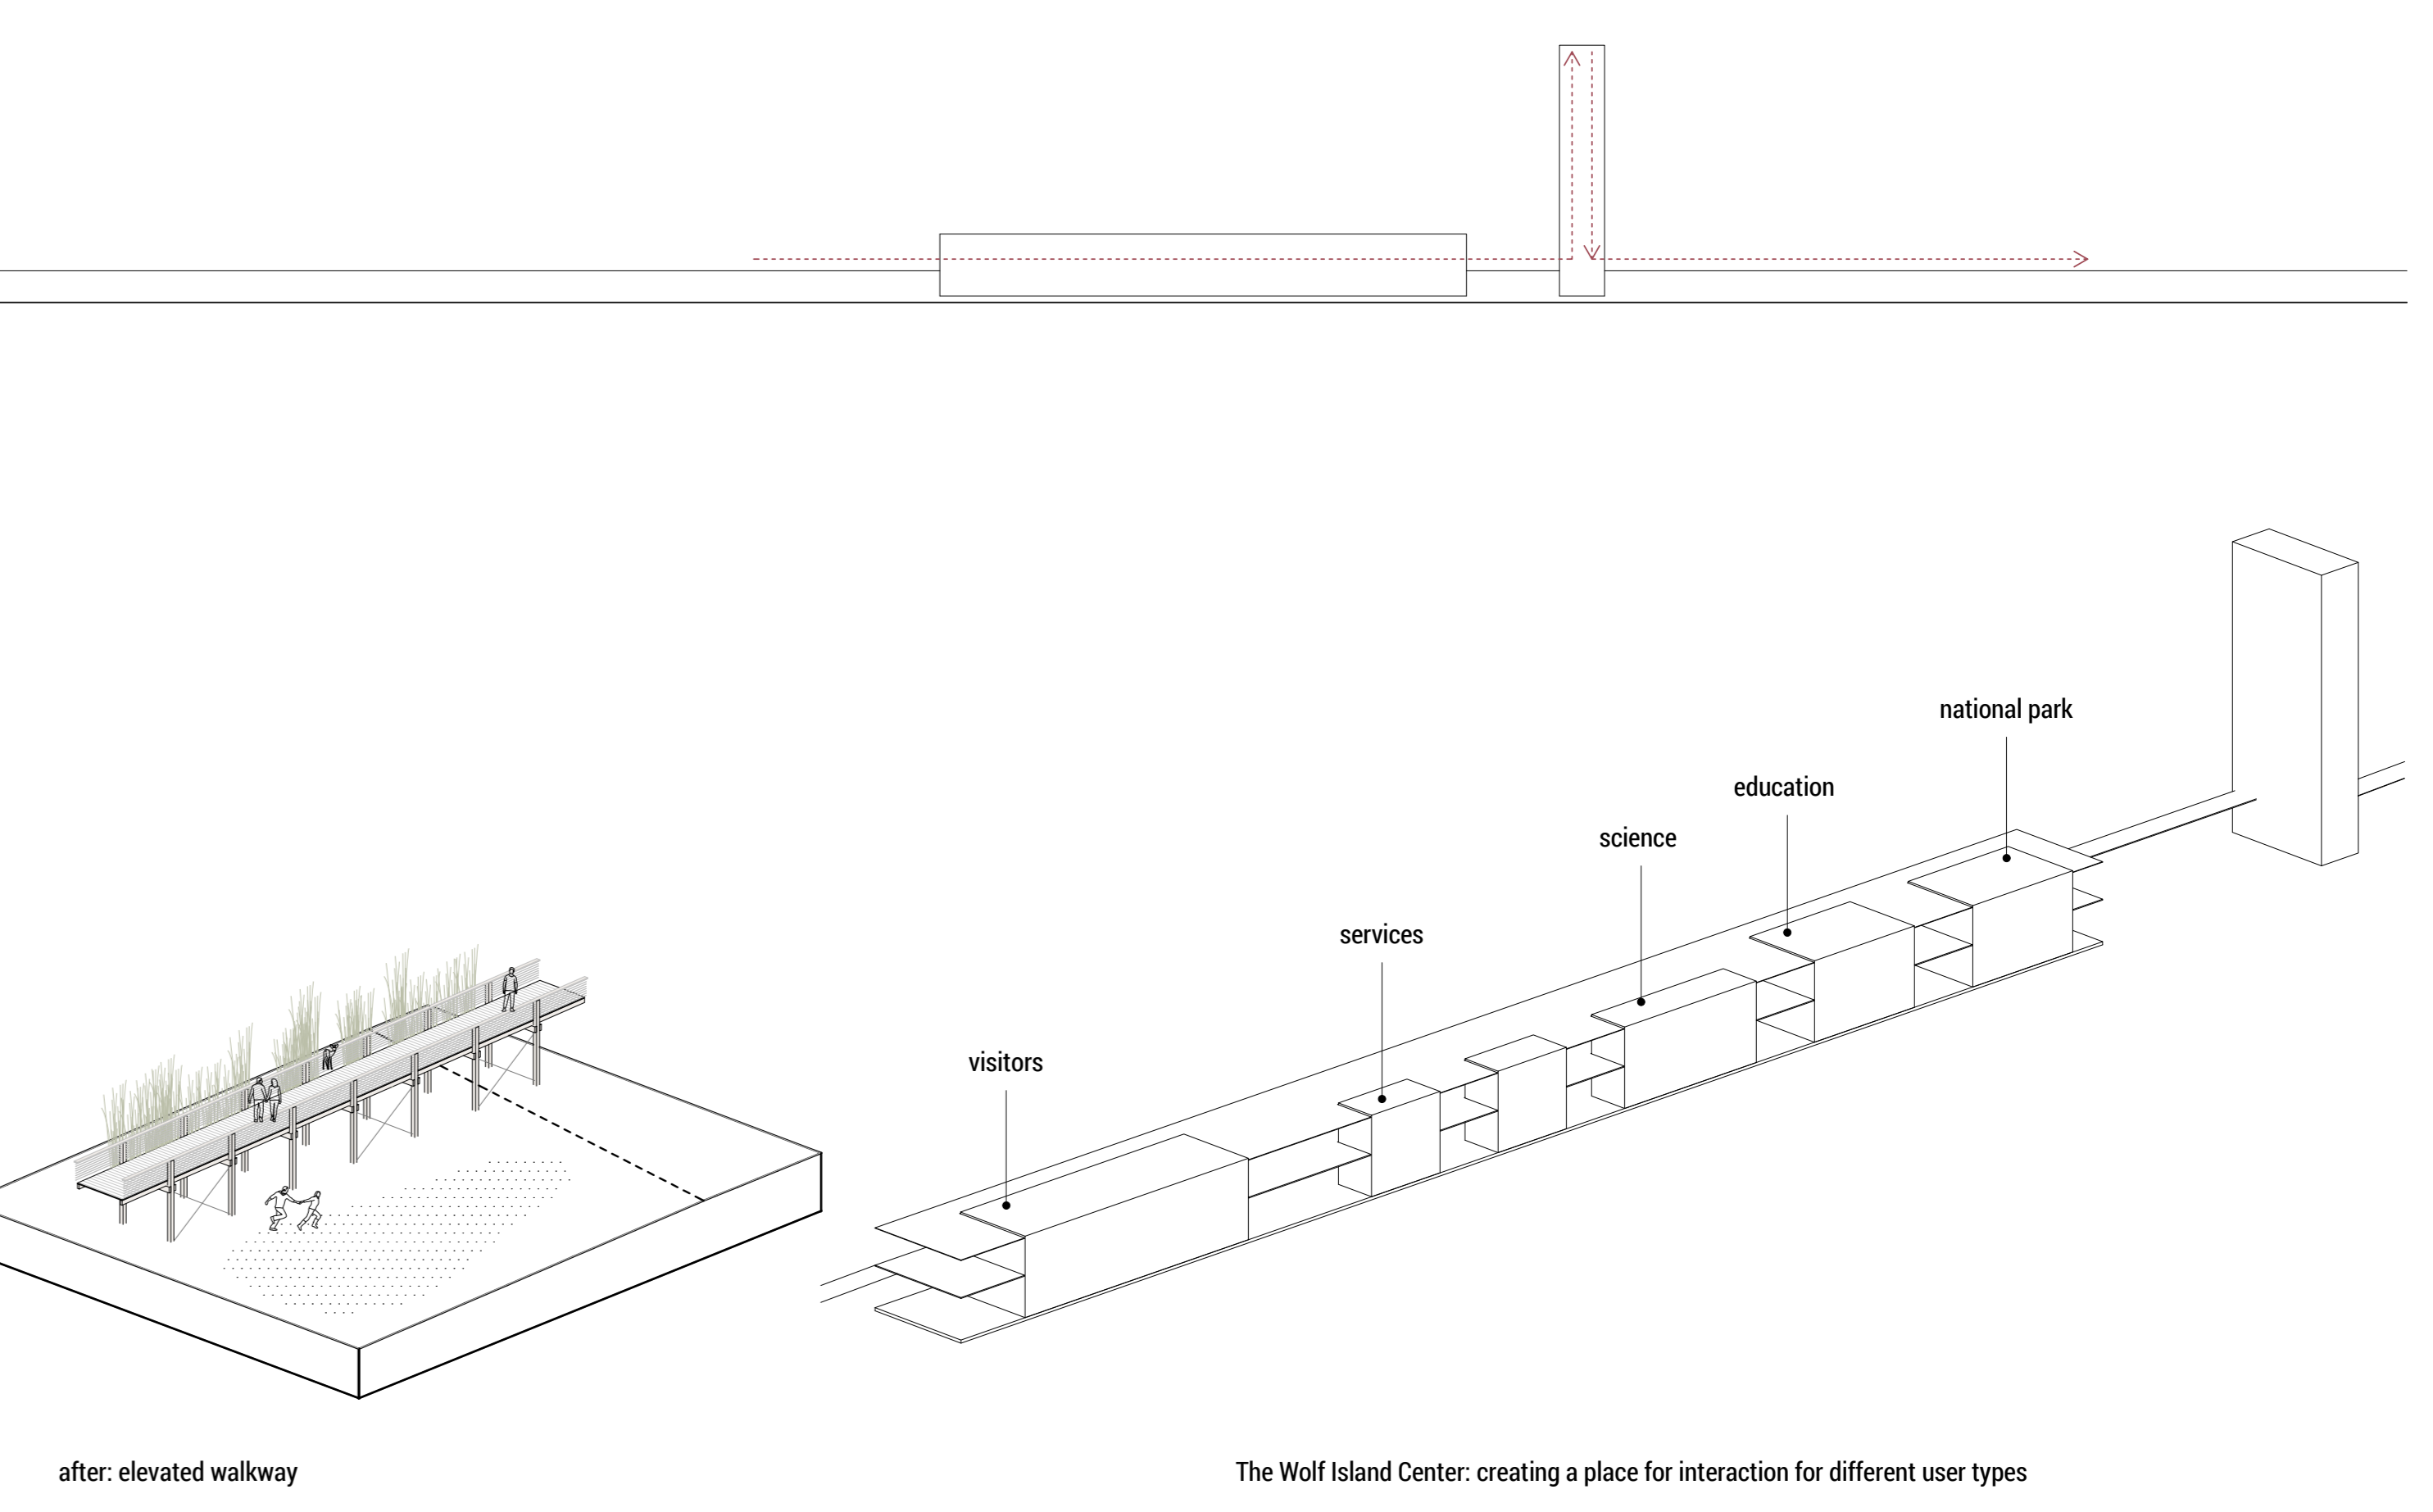 national park
education
science
services
visitors
after: elevated walkway
The Wolf Island Center: creating a place for interaction for different user types